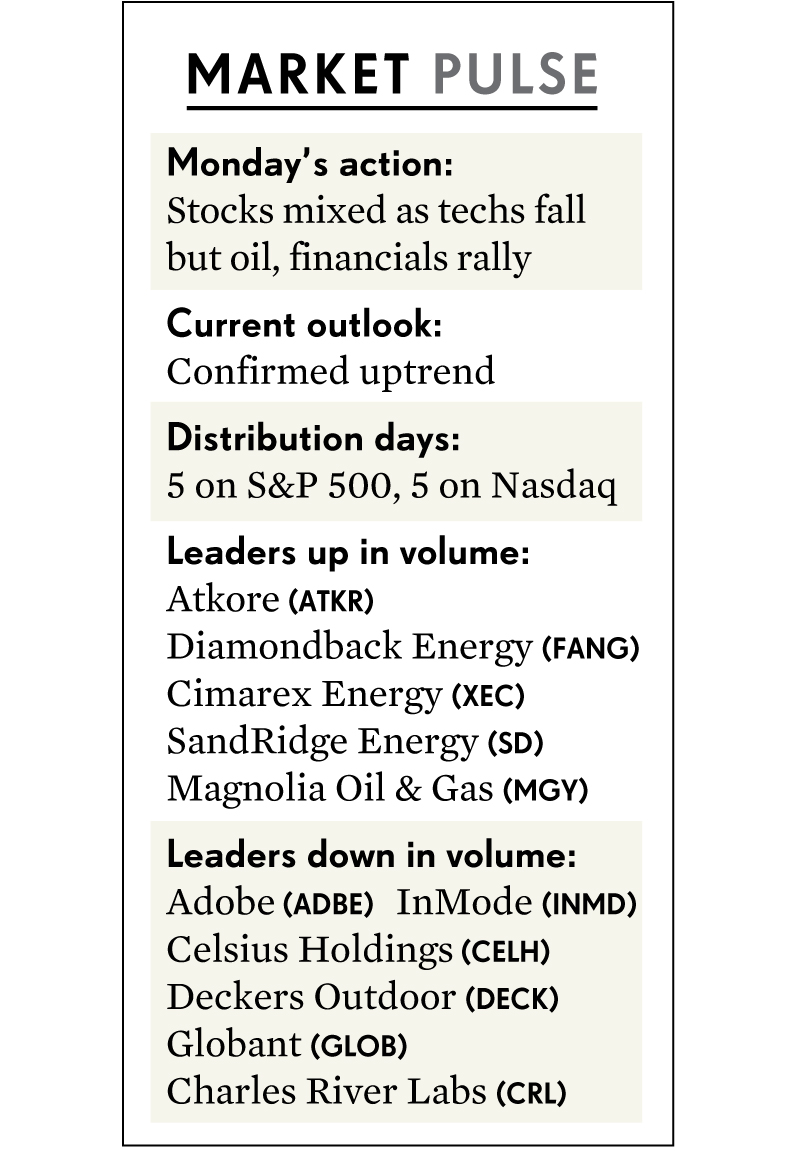 MARKET PULSE
Monday’s action:
Stocks mixed as techs fall
but oil, financials rally
Current outlook:
Confirmed uptrend
Distribution days:
5 on S&P 500, 5 on Nasdaq
Leaders up in volume:
Atkore (ATKR)
Diamondback Energy (FANG)
Cimarex Energy (XEC)
SandRidge Energy (SD)
Magnolia Oil & Gas (MGY)
Leaders down in volume:
Adobe (ADBE) InMode (INMD)
Celsius Holdings (CELH)
Deckers Outdoor (DECK)
Globant (GLOB)
Charles River Labs (CRL)